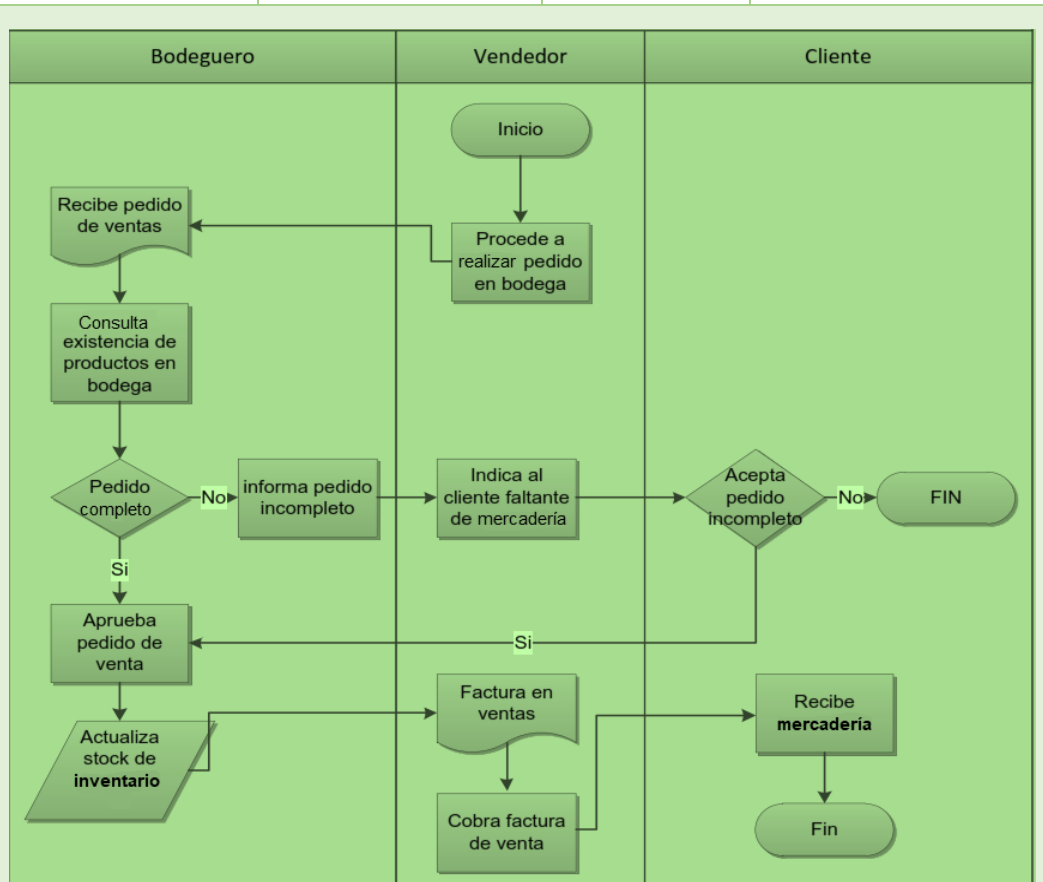 Bodeguero
Vendedor
Cliente
Inicio
Procede a
realizar pedido
en bodega
Recibe pedido
de ventas
Consulta
existencia de
productos en
bodega
Pedido
completo
No
informa pedido
incompleto
Indica al
cliente faltante
de mercadería
Acepta
pedido
incompleto
No
FIN
Si
Si
Aprueba
pedido de
venta
Actualiza
stock de
inventario
Factura en
ventas
Cobra factura
de venta
Recibe
mercadería
Fin